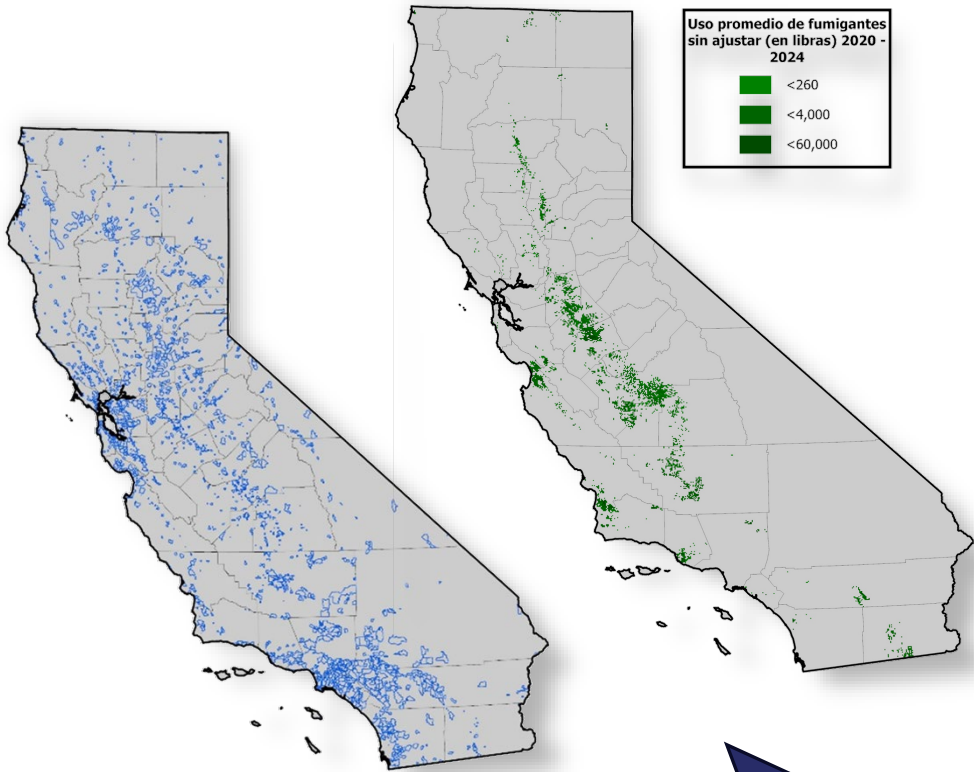 Uso promedio de fumigantes
sin ajustar (en libras) 2020 -
2024
<260
<4,000
<60,000